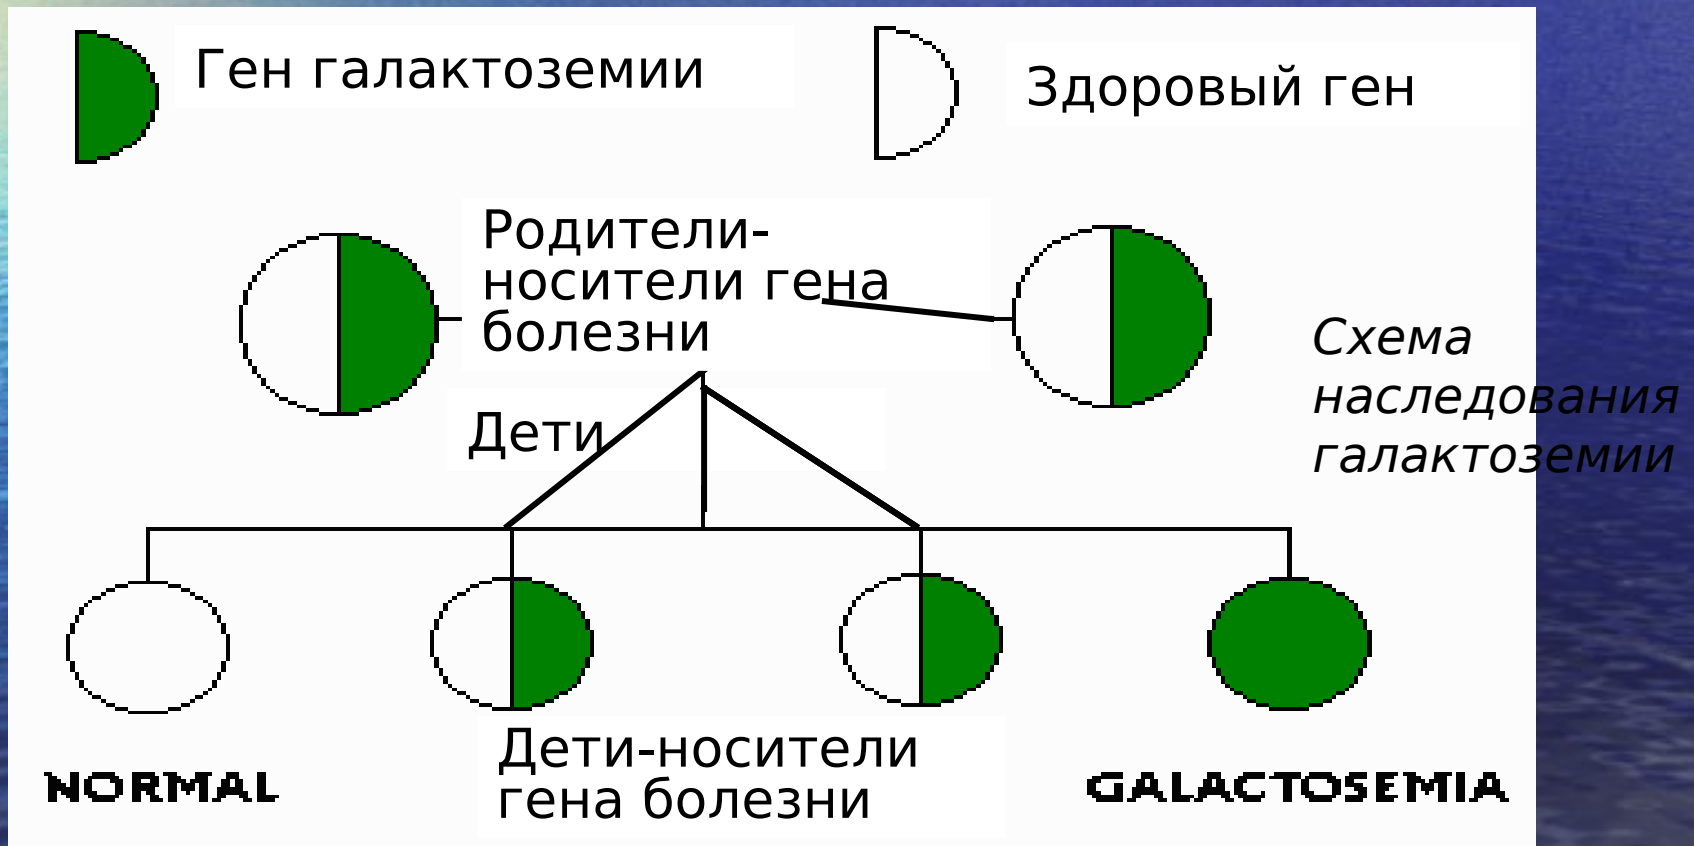 Ген галактоземии
Здоровый ген
Родители-
носители гена
болезни
Схема
наследования
галактоземии
Дети
Дети-носители
гена болезни
NORMAL
GALACTOSEMIA